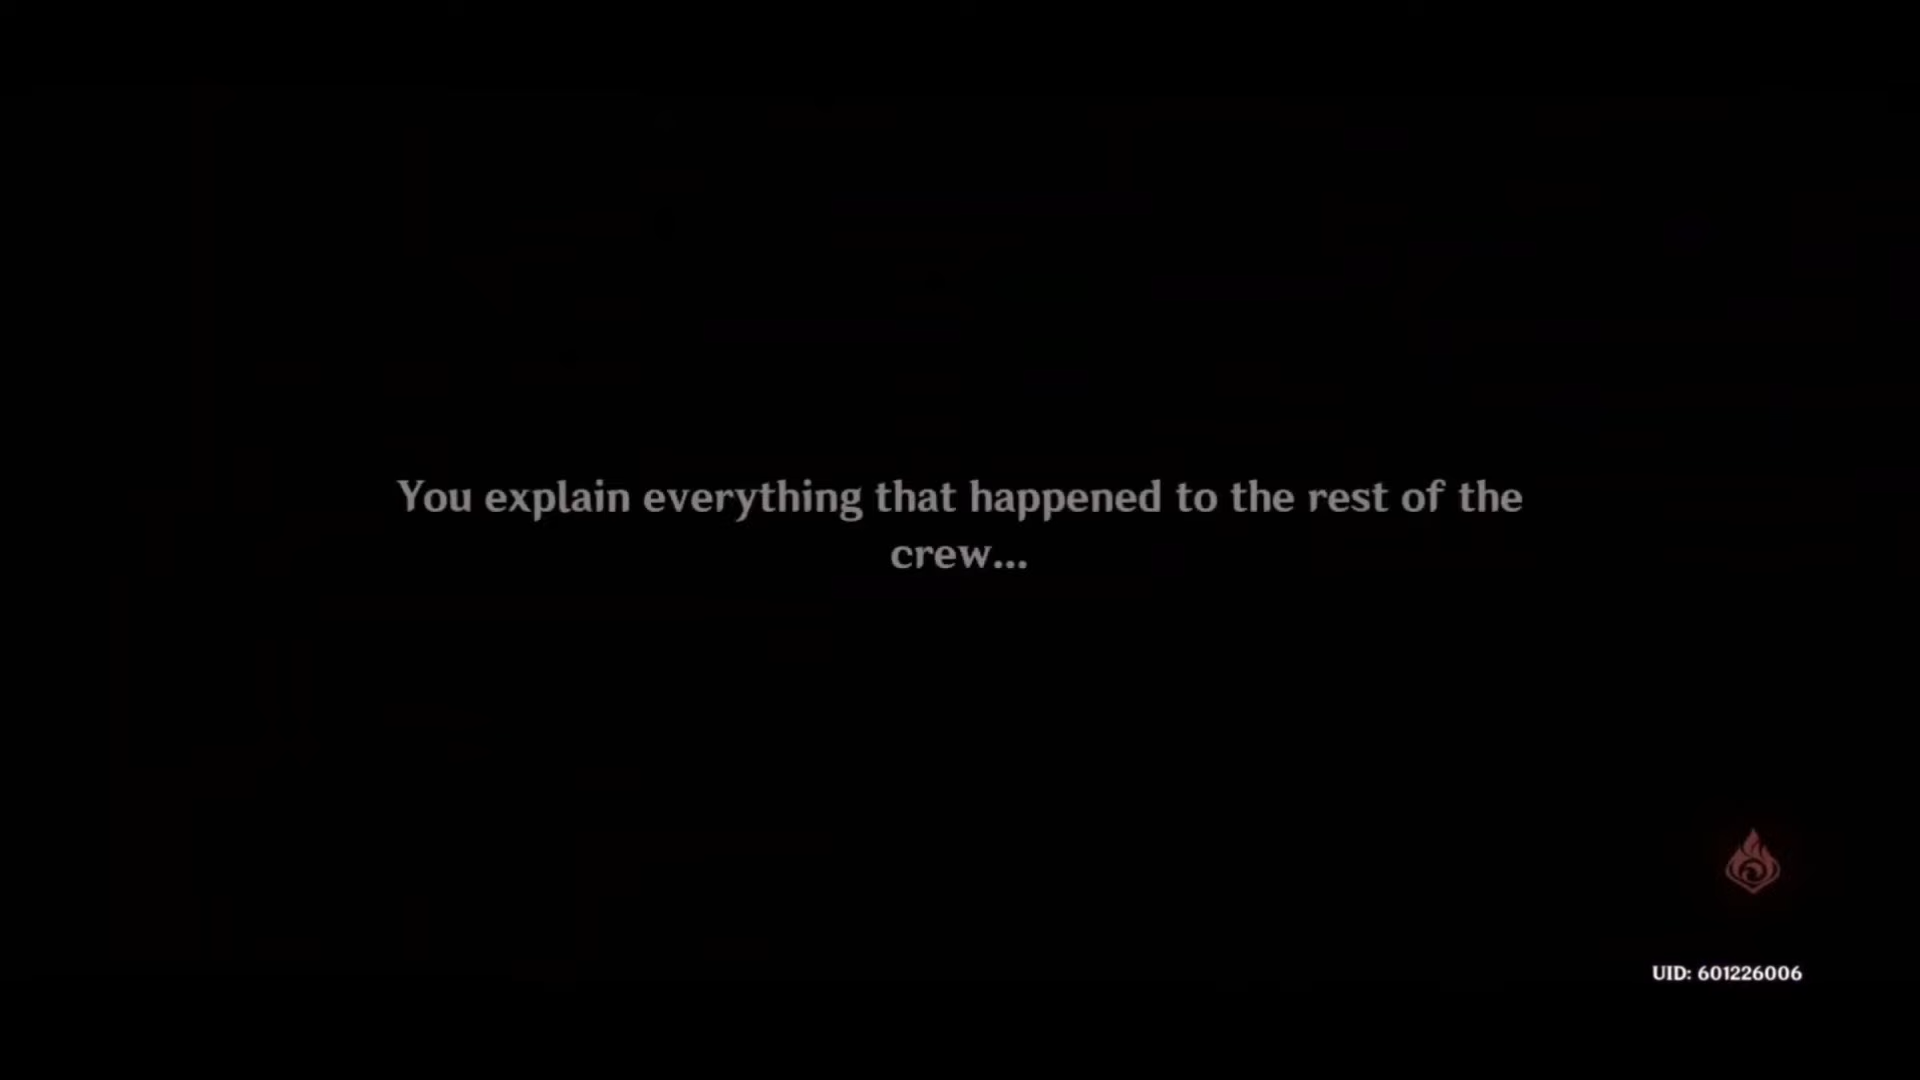 You explain everything that happened to the rest of the
crew...
UID: 601226006